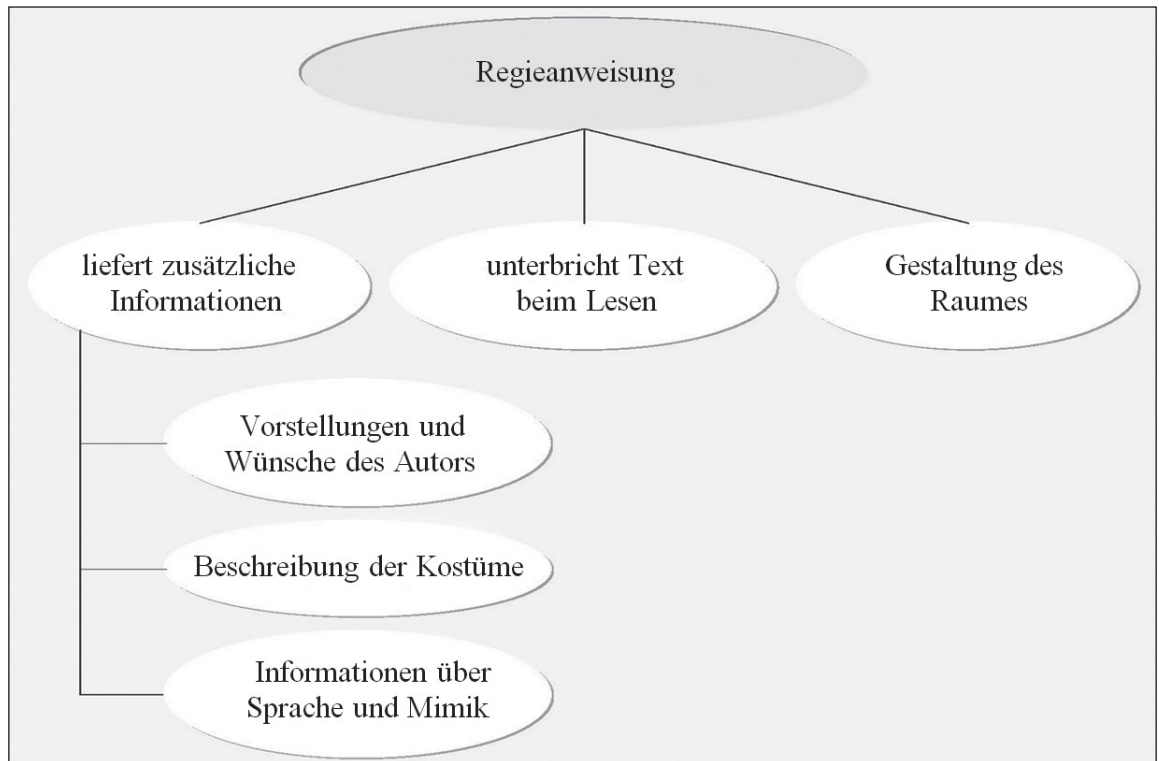 Regieanweisung
liefert zusätzliche
Informationen
unterbricht Text
beim Lesen
Gestaltung des
Raumes
Vorstellungen und
Wünsche des Autors
Beschreibung der Kostüme
Informationen über
Sprache und Mimik